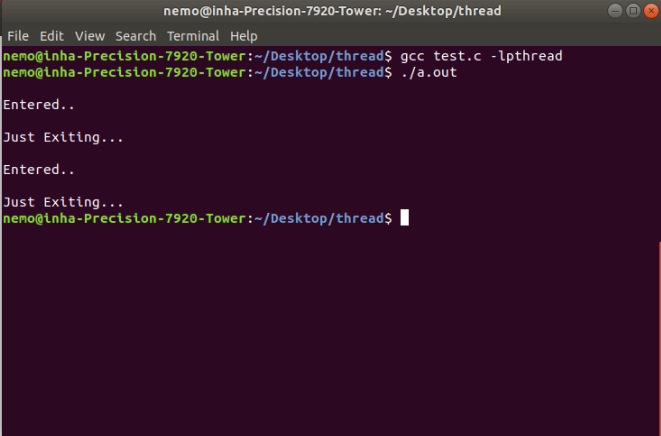 nemo@inha-Precision-7920-Tower: ~/Desktop/thread
File Edit View Search Terminal Help
nemo@inha-Precision-7920-Tower:~/Desktop/thread$ gcc test.c -lpthread
nemo@inha-Precision-7920-Tower:~/Desktop/thread$ ./a.out
Entered..
Just Exiting...
Entered..
Just Exiting...
nemo@inha-Precision-7920-Tower:~/Desktop/thread$